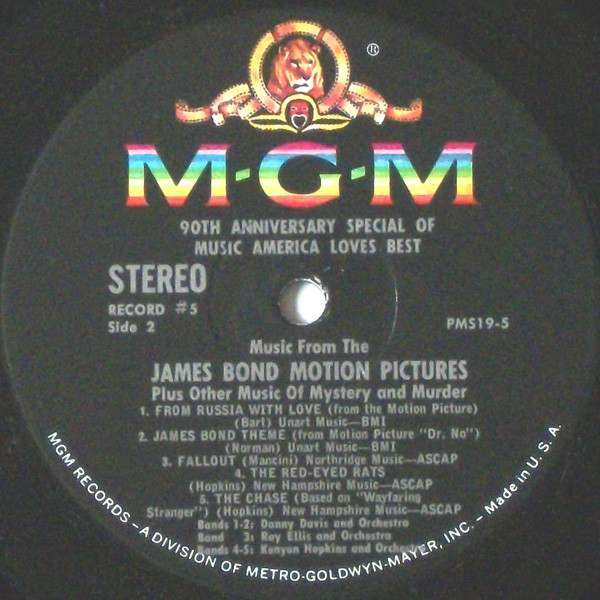 ®
M-G-M
90TH ANNIVERSARY SPECIAL OF
MUSIC AMERICA LOVES BEST
STEREO
RECORD #5
Side 2
PMS19-5
Music From The
JAMES BOND MOTION PICTURES
Plus Other Music Of Mystery and Murder
1. FROM RUSSIA WITH LOVE (from the Motion Picture)
(Bart) Unart Music—BMI
2. JAMES BOND THEME (from Motion Picture "Dr. No")
(Norman) Unart Music—BMI
3. FALLOUT (Mancini) Northridge Music—ASCAP
4. THE RED-EYED RATS
(Hopkins) New Hampshire Music—ASCAP
5. THE CHASE (Based on "Wayfaring
Stranger") (Hopkins) New Hampshire Music—ASCAP
Bands 1-2: Danny Davis and Orchestra
Band 3: Ray Ellis and Orchestra
Bands 4-5: Kenyon Hopkins and Orchestra
MGM RECORDS – A DIVISION OF METRO-GOLDWYN-MAYER, INC. – Made in U. S. A.